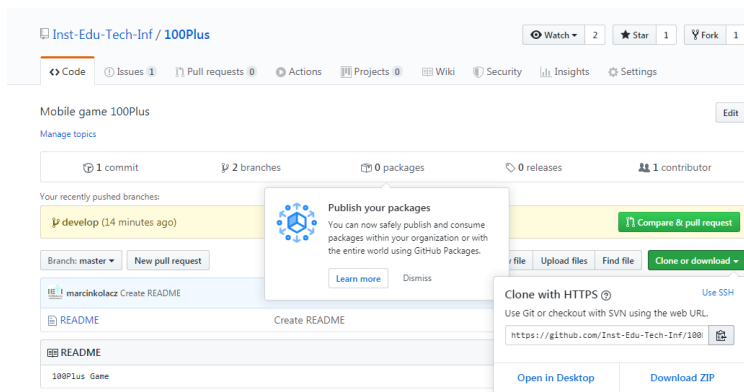 Inst-Edu-Tech-Inf / 100Plus
Watch 2 Star 1 Fork 1
Code Issues 1 Pull requests 0 Actions Projects 0 Wiki Security Insights Settings
Mobile game 100Plus
Edit
Manage topics
1 commit 2 branches 0 packages 0 releases 1 contributor
Your recently pushed branches:
develop (14 minutes ago)
Compare & pull request
Publish your packages
You can now safely publish and consume
packages within your organization or with
the entire world using GitHub Packages.
Learn more Dismiss
Branch: master New pull request
file Upload files Find file Clone or download
marcinkolacz Create README
README Create README
README
100Plus Game
Clone with HTTPS
Use SSH
Use Git or checkout with SVN using the web URL.
https://github.com/Inst-Edu-Tech-Inf/100
Open in Desktop Download ZIP